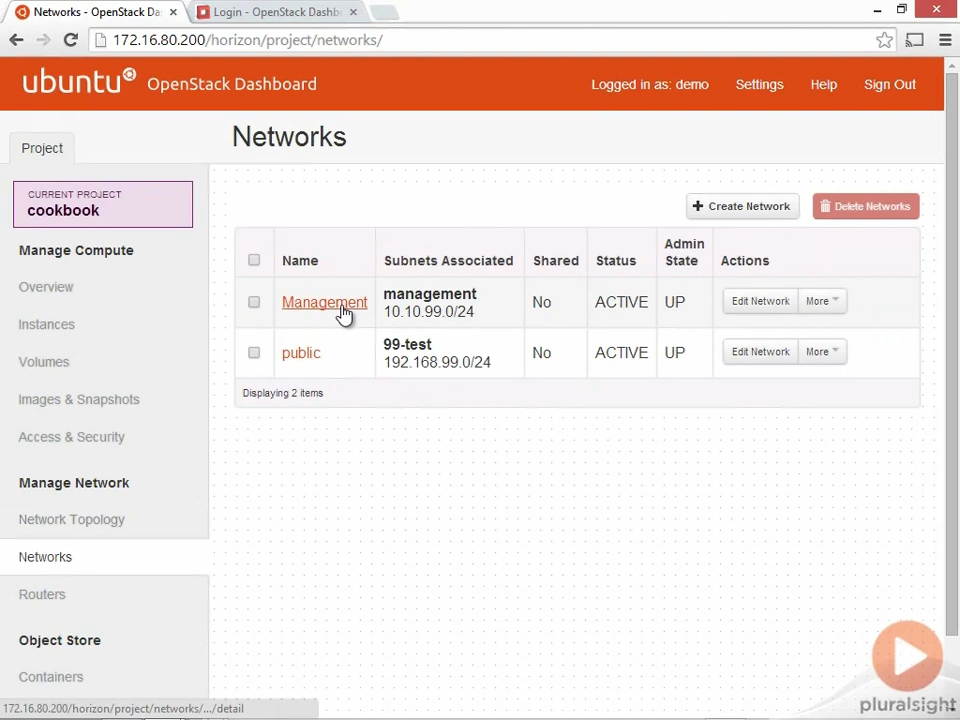 Networks - OpenStack Da
Login - OpenStack Dashb
172.16.80.200/horizon/project/networks/
ubuntu
OpenStack Dashboard
Logged in as: demo
Settings
Help
Sign Out
Project
Networks
CURRENT PROJECT
cookbook
Manage Compute
Overview
Instances
Volumes
Images & Snapshots
Access & Security
Manage Network
Network Topology
Networks
Routers
Object Store
Containers
+ Create Network
Delete Networks
Name Subnets Associated Shared Status Admin State Actions
Management management 10.10.99.0/24 No ACTIVE UP Edit Network More
public 99-test 192.168.99.0/24 No ACTIVE UP Edit Network More
Displaying 2 items
172.16.80.200/horizon/project/networks/.../detail
pluralsight